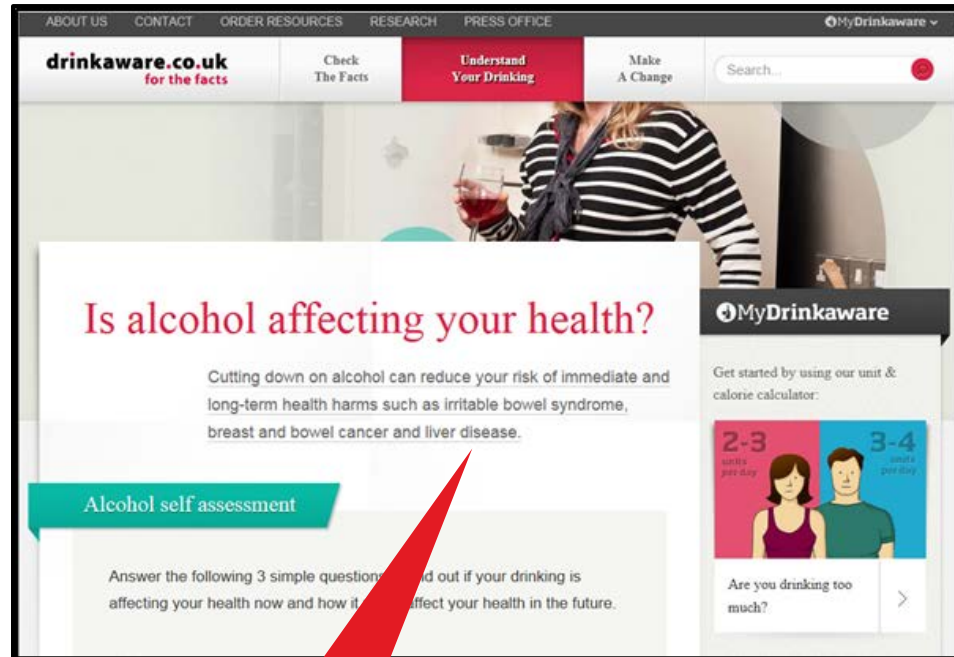 ABOUT US CONTACT ORDER RESOURCES RESEARCH PRESS OFFICE MyDrinkaware
drinkaware.co.uk
for the facts
Check
The Facts
Understand
Your Drinking
Make
A Change
Search...
Is alcohol affecting your health?
Cutting down on alcohol can reduce your risk of immediate and
long-term health harms such as irritable bowel syndrome,
breast and bowel cancer and liver disease.
Alcohol self assessment
Answer the following 3 simple questions
out if your drinking is
affecting your health now and how it
affect your health in the future.
MyDrinkaware
Get started by using our unit &
calorie calculator:
2-3
units
per day
3-4
units
per day
Are you drinking too
much?